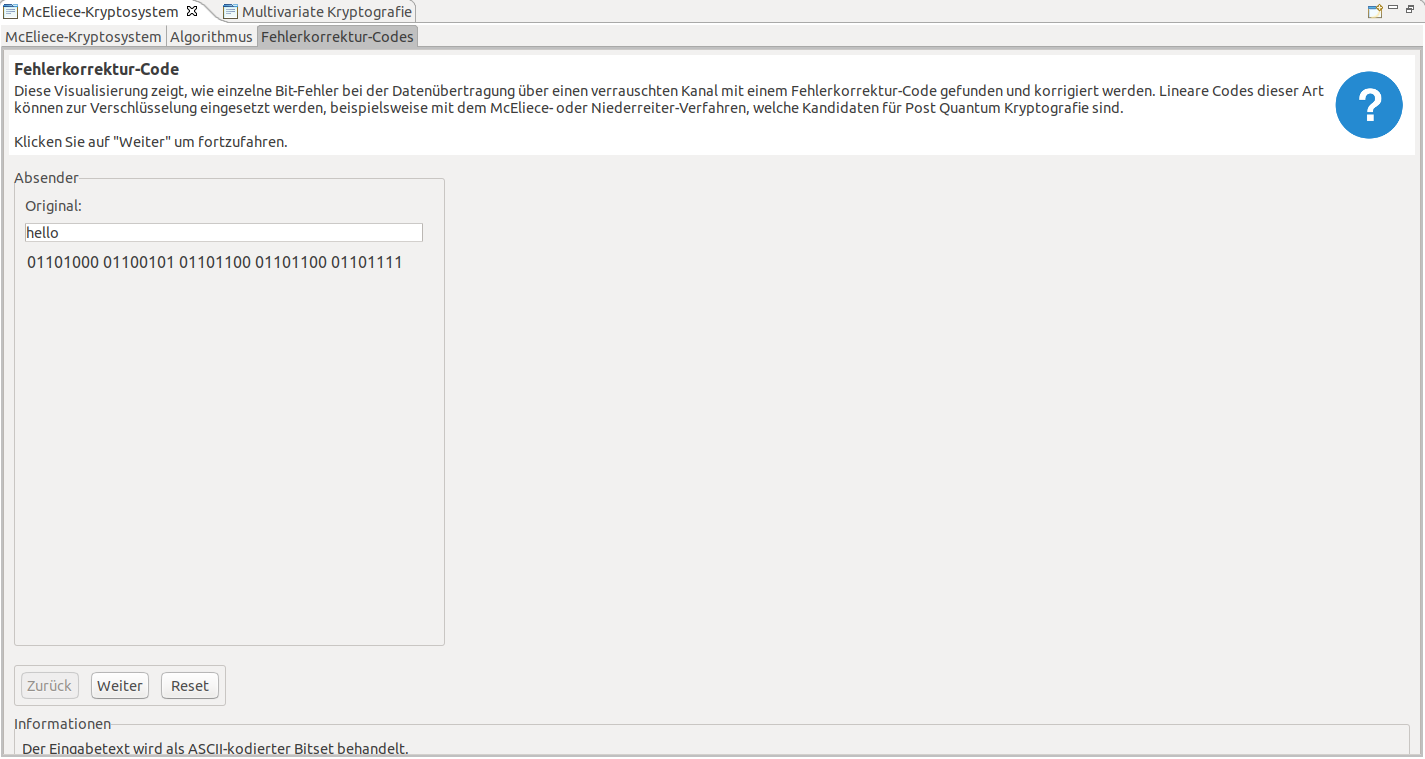 McEliece-Kryptosystem
Multivariate Kryptografie
McEliece-Kryptosystem Algorithmus Fehlerkorrektur-Codes
Fehlerkorrektur-Code
Diese Visualisierung zeigt, wie einzelne Bit-Fehler bei der Datenübertragung über einen verrauschten Kanal mit einem Fehlerkorrektur-Code gefunden und korrigiert werden. Lineare Codes dieser Art
können zur Verschlüsselung eingesetzt werden, beispielsweise mit dem McEliece- oder Niederreiter-Verfahren, welche Kandidaten für Post Quantum Kryptografie sind.
Klicken Sie auf "Weiter" um fortzufahren.
?
Absender
Original:
hello
01101000 01100101 01101100 01101100 01101111
Zurück Weiter Reset
Informationen
Der Eingabetext wird als ASCII-kodierter Bitset behandelt.